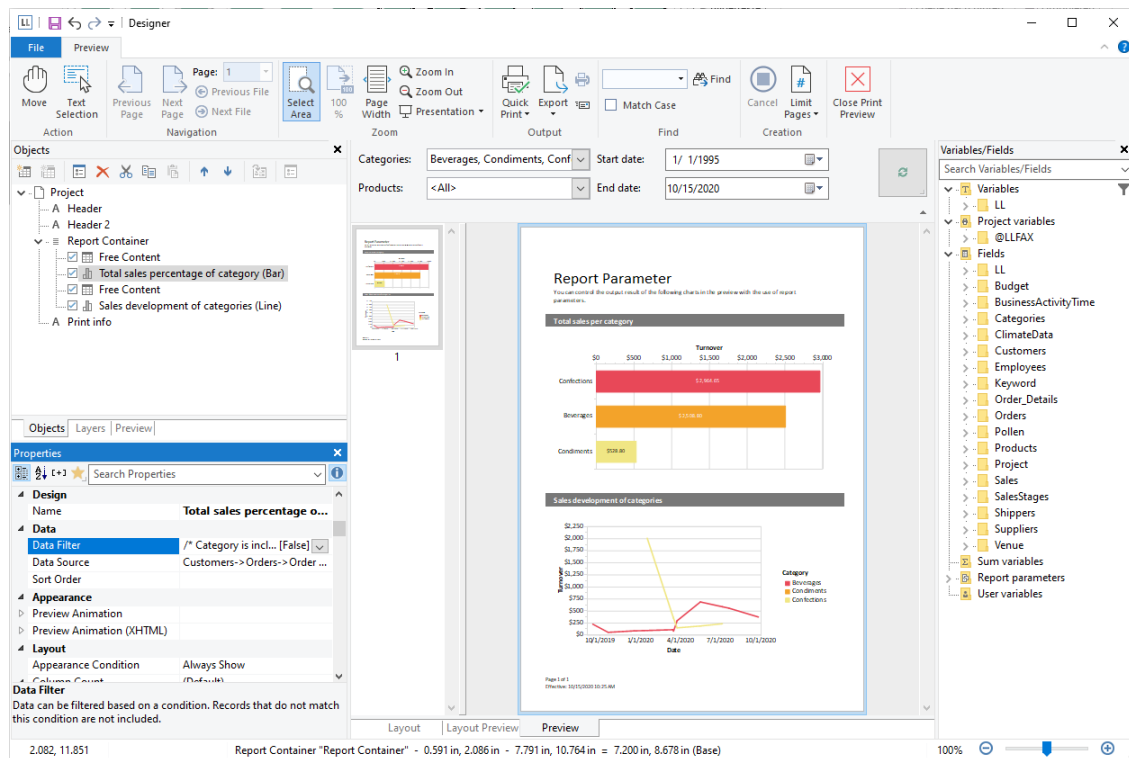 LL Designer
File Preview
Move Text Selection
Action
Previous Page Next Page Page: 1
Previous File
Next File
Navigation
Select Area 100 % Page Width
Zoom In
Zoom Out
Presentation
Zoom
Quick Print Export
Output
Find
Match Case
Find
Cancel Limit Pages
Creation
Close Print Preview
Objects
Project
A Header
A Header 2
Report Container
Free Content
Total sales percentage of category (Bar)
Free Content
Sales development of categories (Line)
A Print info
Objects Layers Preview
Properties
Search Properties
Design
Name Total sales percentage o...
Data
Data Filter /* Category is incl... [False]
Data Source Customers->Orders->Order ...
Sort Order
Appearance
Preview Animation
Preview Animation (XHTML)
Layout
Appearance Condition Always Show
Column Count (Default)
Data Filter
Data can be filtered based on a condition. Records that do not match
this condition are not included.
Categories: Beverages, Condiments, Conf Start date: 1/ 1/1995
Products: <All> End date: 10/15/2020
1
Report Parameter
You can control the output result of the following charts in the preview with the use of report
parameters.
Total sales per category
Turnover
$0 $500 $1,000 $1,500 $2,000 $2,500 $3,000
Confections
Beverages
Condiments
Sales development of categories
$2,250
$2,000
$1,750
$1,500
$1,250
$1,000
$750
$500
$250
$0
Turnover
10/1/2019 1/1/2020 4/1/2020 7/1/2020 10/1/2020
Date
Category
Beverages
Condiments
Confections
Page 1 of 1
Effective: 10/15/2020 10:25 AM
Layout Layout Preview Preview
Variables/Fields
Search Variables/Fields
Variables
LL
Project variables
@LLFAX
Fields
LL
Budget
BusinessActivityTime
Categories
ClimateData
Customers
Employees
Keyword
Order_Details
Orders
Pollen
Products
Project
Sales
SalesStages
Shippers
Suppliers
Venue
Sum variables
Report parameters
User variables
2.082, 11.851 Report Container "Report Container" - 0.591 in, 2.086 in - 7.791 in, 10.764 in = 7.200 in, 8.678 in (Base) 100%